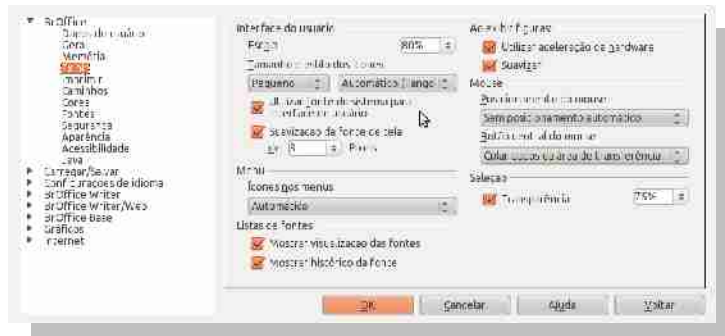 BrOffice
Dados do usuário
Geral
Memória
Imprimir
Caminhos
Cores
Fontes
Segurança
Aparência
Acessibilidade
Java
Carregar/Salvar
Configurações de idioma
BrOffice Writer
BrOffice Writer/Web
BrOffice Base
Gráficos
Internet
Interface do usuário
Escala 80%
Tamanho e estilo dos ícones
Pequeno Automático (Tango)
Utilizar fonte do sistema para
interface de usuário
Suavização da fonte de tela
8 Pixels
Menu
Ícones nos menus
Automático
Listas de fontes
Mostrar visualização das fontes
Mostrar histórico da fonte
Ao exibir figuras
Utilizar aceleração de hardware
Suavizar
Mouse
Posicionamento do mouse
Sem posicionamento automático
Botão central do mouse
Colar dados da área de transferência
Seleção
Transparência 75%
OK Cancelar Ajuda Voltar